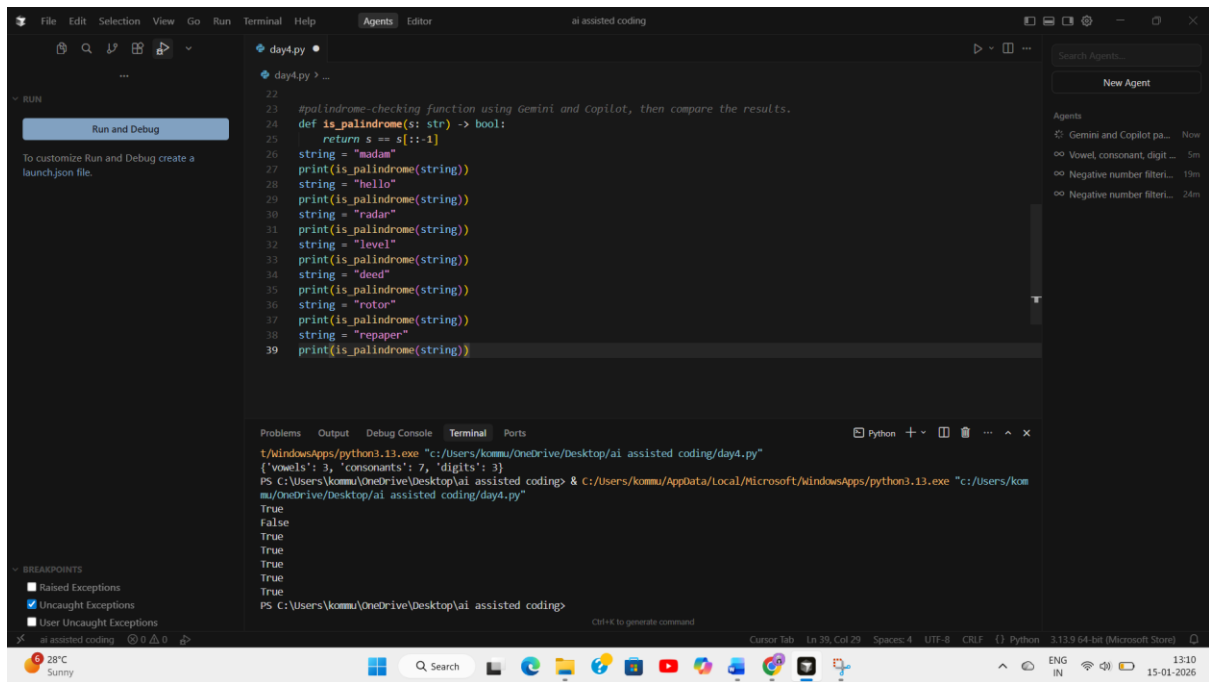 File Edit Selection View Go Run Terminal Help Agents Editor ai assisted coding
day4.py
Search Agents...
day4.py > ...
New Agent
RUN
Run and Debug
To customize Run and Debug create a
launch.json file.
22
23 #palindrome-checking function using Gemini and Copilot, then compare the results.
24 def is_palindrome(s: str) -> bool:
25 return s == s[::-1]
26 string = "madam"
27 print(is_palindrome(string))
28 string = "hello"
29 print(is_palindrome(string))
30 string = "radar"
31 print(is_palindrome(string))
32 string = "level"
33 print(is_palindrome(string))
34 string = "deed"
35 print(is_palindrome(string))
36 string = "rotor"
37 print(is_palindrome(string))
38 string = "repaper"
39 print(is_palindrome(string))
Agents
Gemini and Copilot pa... Now
Vowel, consonant, digit ... 5m
Negative number filteri... 19m
Negative number filteri... 24m
Problems Output Debug Console Terminal Ports Python
t/WindowsApps/python3.13.exe "c:/Users/kommu/OneDrive/Desktop/ai assisted coding/day4.py"
{'vowels': 3, 'consonants': 7, 'digits': 3}
PS C:\Users\kommu\OneDrive\Desktop\ai assisted coding> & C:/Users/kommu/AppData/Local/Microsoft/WindowsApps/python3.13.exe "c:/Users/kom
mu/OneDrive/Desktop/ai assisted coding/day4.py"
True
False
True
True
True
True
True
PS C:\Users\kommu\OneDrive\Desktop\ai assisted coding>
Ctrl+K to generate command
BREAKPOINTS
Raised Exceptions
Uncaught Exceptions
User Uncaught Exceptions
ai assisted coding 0 0 Cursor Tab Ln 39, Col 29 Spaces: 4 UTF-8 CRLF {} Python 3.13.9 64-bit (Microsoft Store)
6 28°C
Sunny
Search
ENG
IN
13:10
15-01-2026